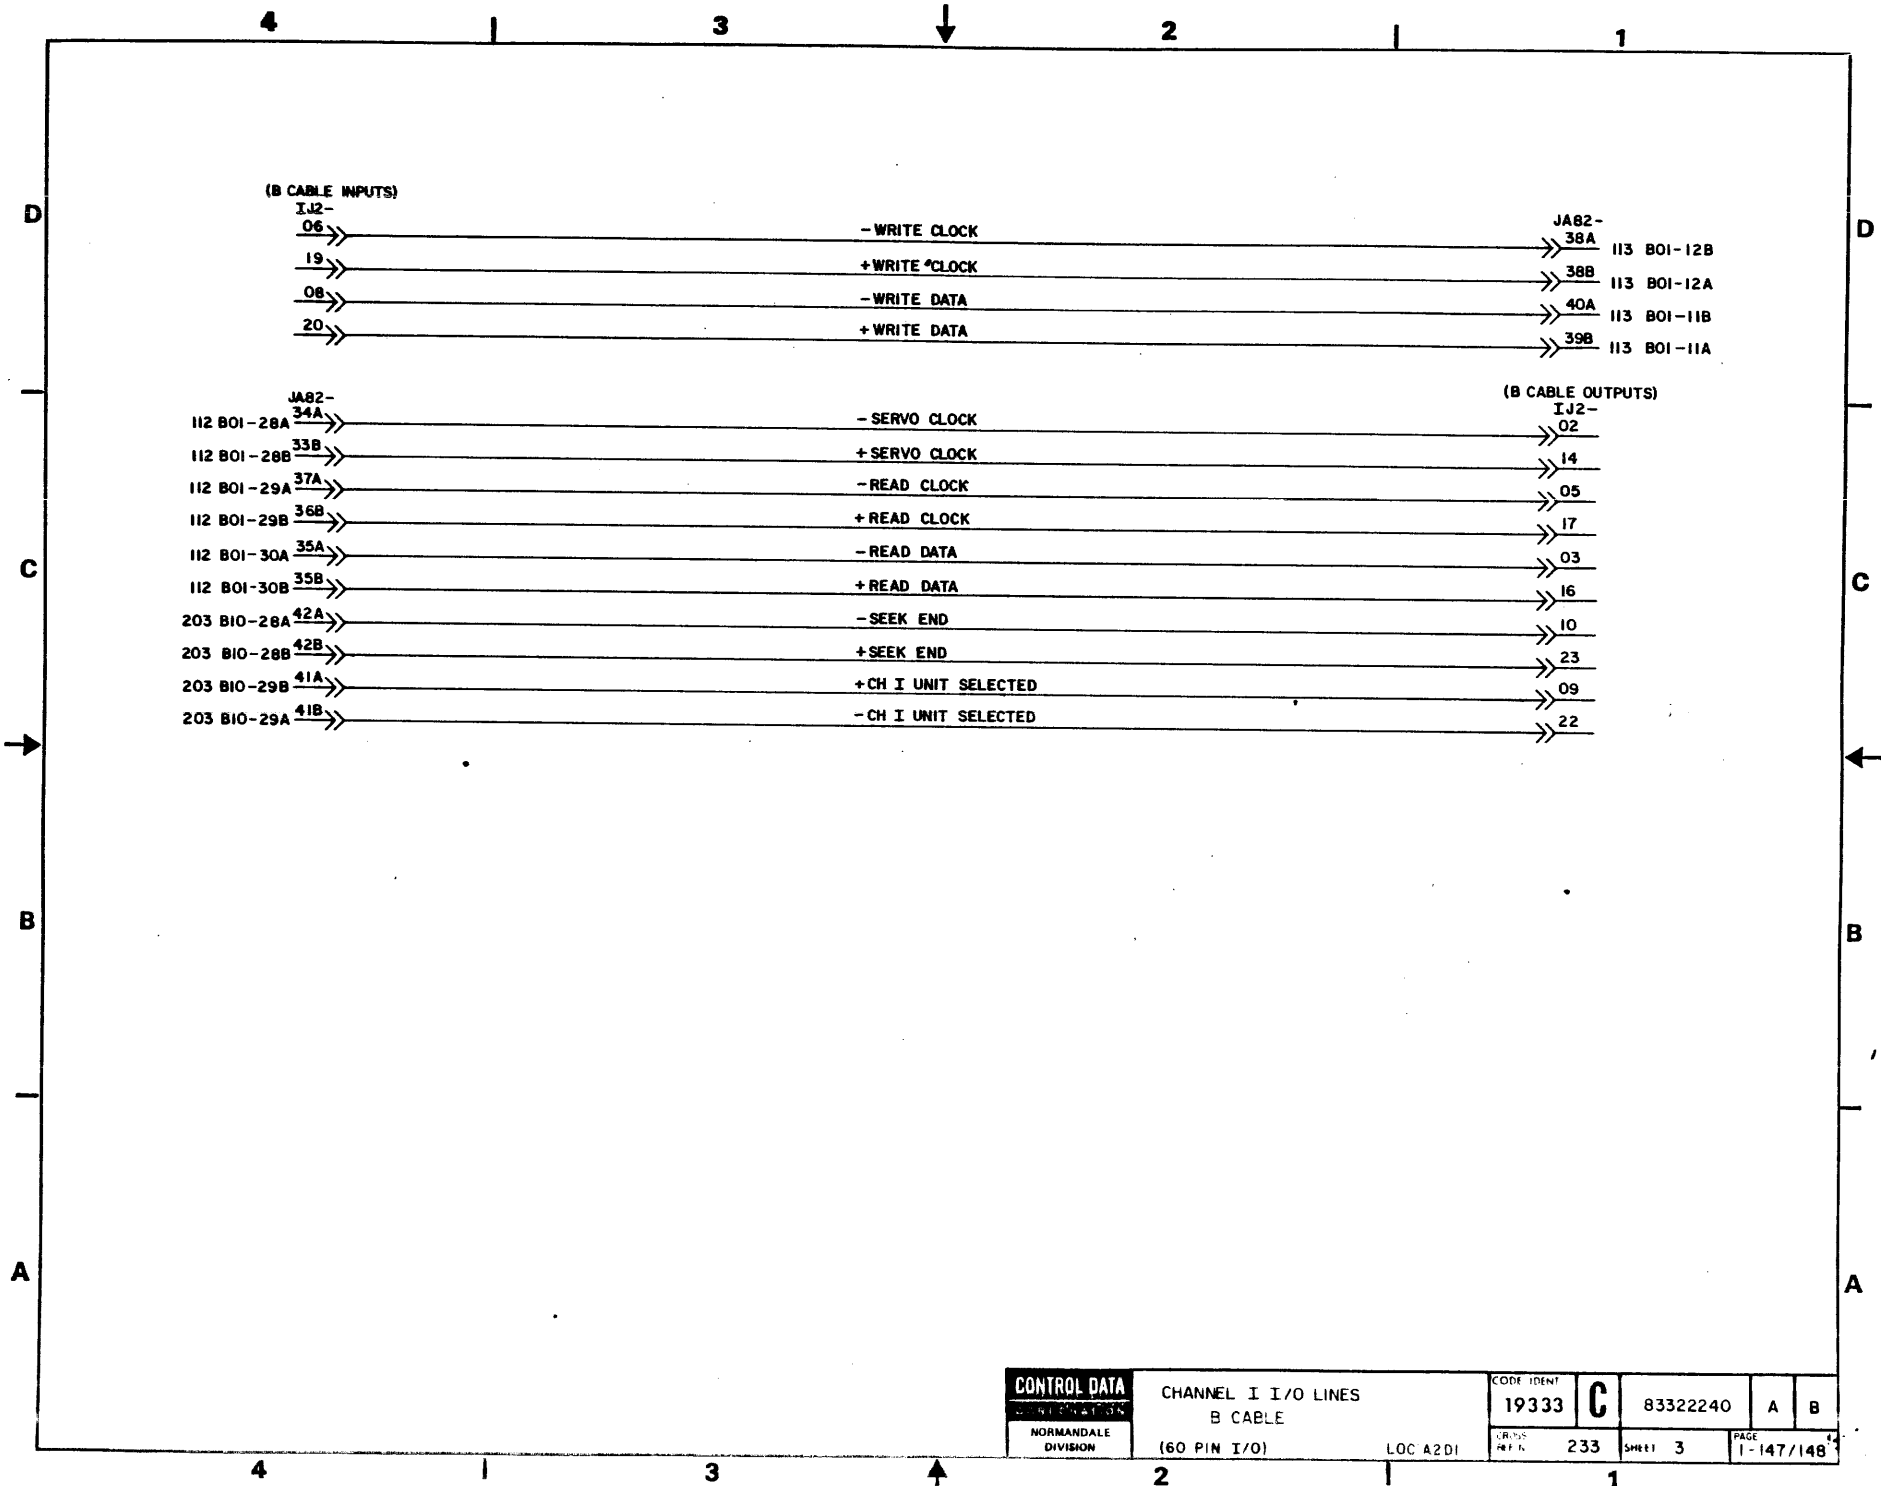 4 3 2 1
D D
(B CABLE INPUTS)
IJ2-
06 -WRITE CLOCK JA82- 38A 113 B01-12B
19 +WRITE CLOCK 38B 113 B01-12A
08 -WRITE DATA 40A 113 B01-11B
20 +WRITE DATA 39B 113 B01-11A
JA82- (B CABLE OUTPUTS)
IJ2-
112 B01-28A 34A -SERVO CLOCK 02
112 B01-28B 33B +SERVO CLOCK 14
112 B01-29A 37A -READ CLOCK 05
112 B01-29B 36B +READ CLOCK 17
112 B01-30A 35A -READ DATA 03
C C
112 B01-30B 35B +READ DATA 16
203 B10-28A 42A -SEEK END 10
203 B10-28B 42B +SEEK END 23
203 B10-29B 41A +CH I UNIT SELECTED 09
203 B10-29A 41B -CH I UNIT SELECTED 22
B B
A A
CONTROL DATA
NORMANDALE
DIVISION
CHANNEL I I/O LINES
B CABLE
(60 PIN I/O) LOC A2D1
CODE IDENT
19333 C 83322240 A B
CROSS
REF N 233 SHEET 3 PAGE
1-147/148
4 3 2 1